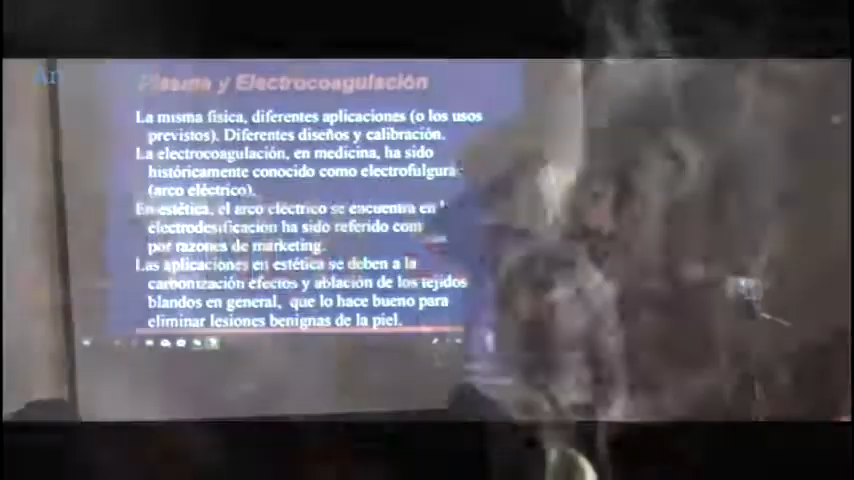 An
Plasma y Electrocoagulación
La misma física, diferentes aplicaciones (o los usos
previstos). Diferentes diseños y calibración.
La electrocoagulación, en medicina, ha sido
históricamente conocido como electrofulgura
(arco eléctrico).
En estética, el arco eléctrico se encuentra en
ha sido referido com
por razones de marketing.
Las aplicaciones en estética se deben a la
carbonización efectos y ablación de los tejidos
blandos en general, que lo hace bueno para
eliminar lesiones benignas de la piel.